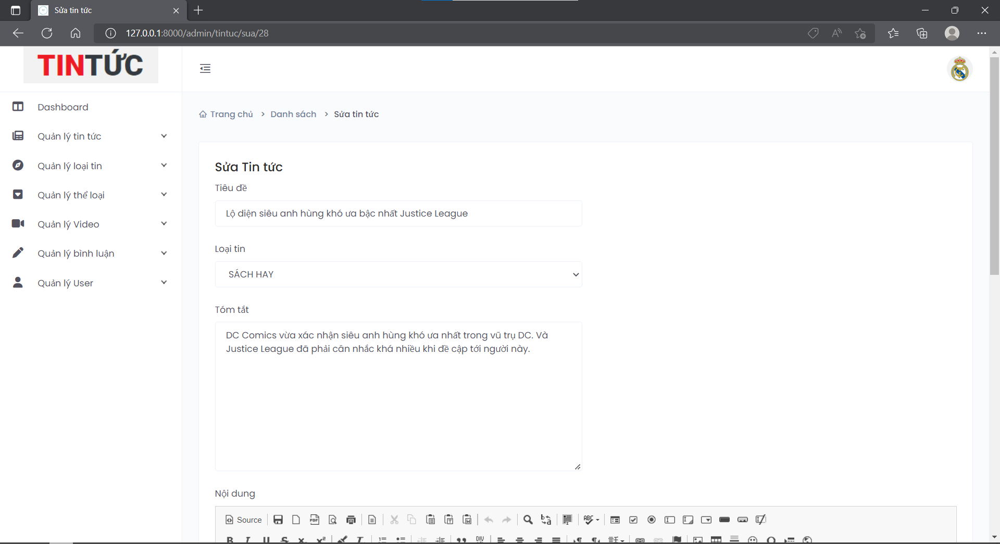 Sửa tin tức
127.0.0.1:8000/admin/tintuc/sua/28
TINTỨC
Dashboard
Quản lý tin tức
Quản lý loại tin
Quản lý thể loại
Quản lý Video
Quản lý bình luận
Quản lý User
Trang chủ > Danh sách > Sửa tin tức
Sửa Tin tức
Tiêu đề
Lộ diện siêu anh hùng khó ưa bậc nhất Justice League
Loại tin
SÁCH HAY
Tóm tắt
DC Comics vừa xác nhận siêu anh hùng khó ưa nhất trong vũ trụ DC. Và
Justice League đã phải cân nhắc khá nhiều khi đề cập tới người này.
Nội dung
Source